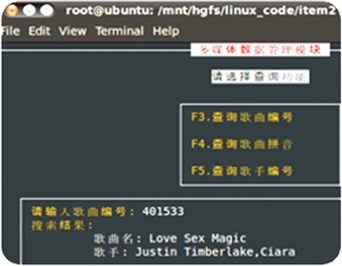 root@ubuntu: /mnt/hgfs/linux_code/item2
File Edit View Terminal Help
多媒体数据管理模块
请选择查询功能
F3.查询歌曲编号
F4.查询歌曲拼音
F5.查询歌手编号
请输入歌曲编号: 401533
搜索结果:
歌曲名: Love Sex Magic
歌手: Justin Timberlake,Ciara